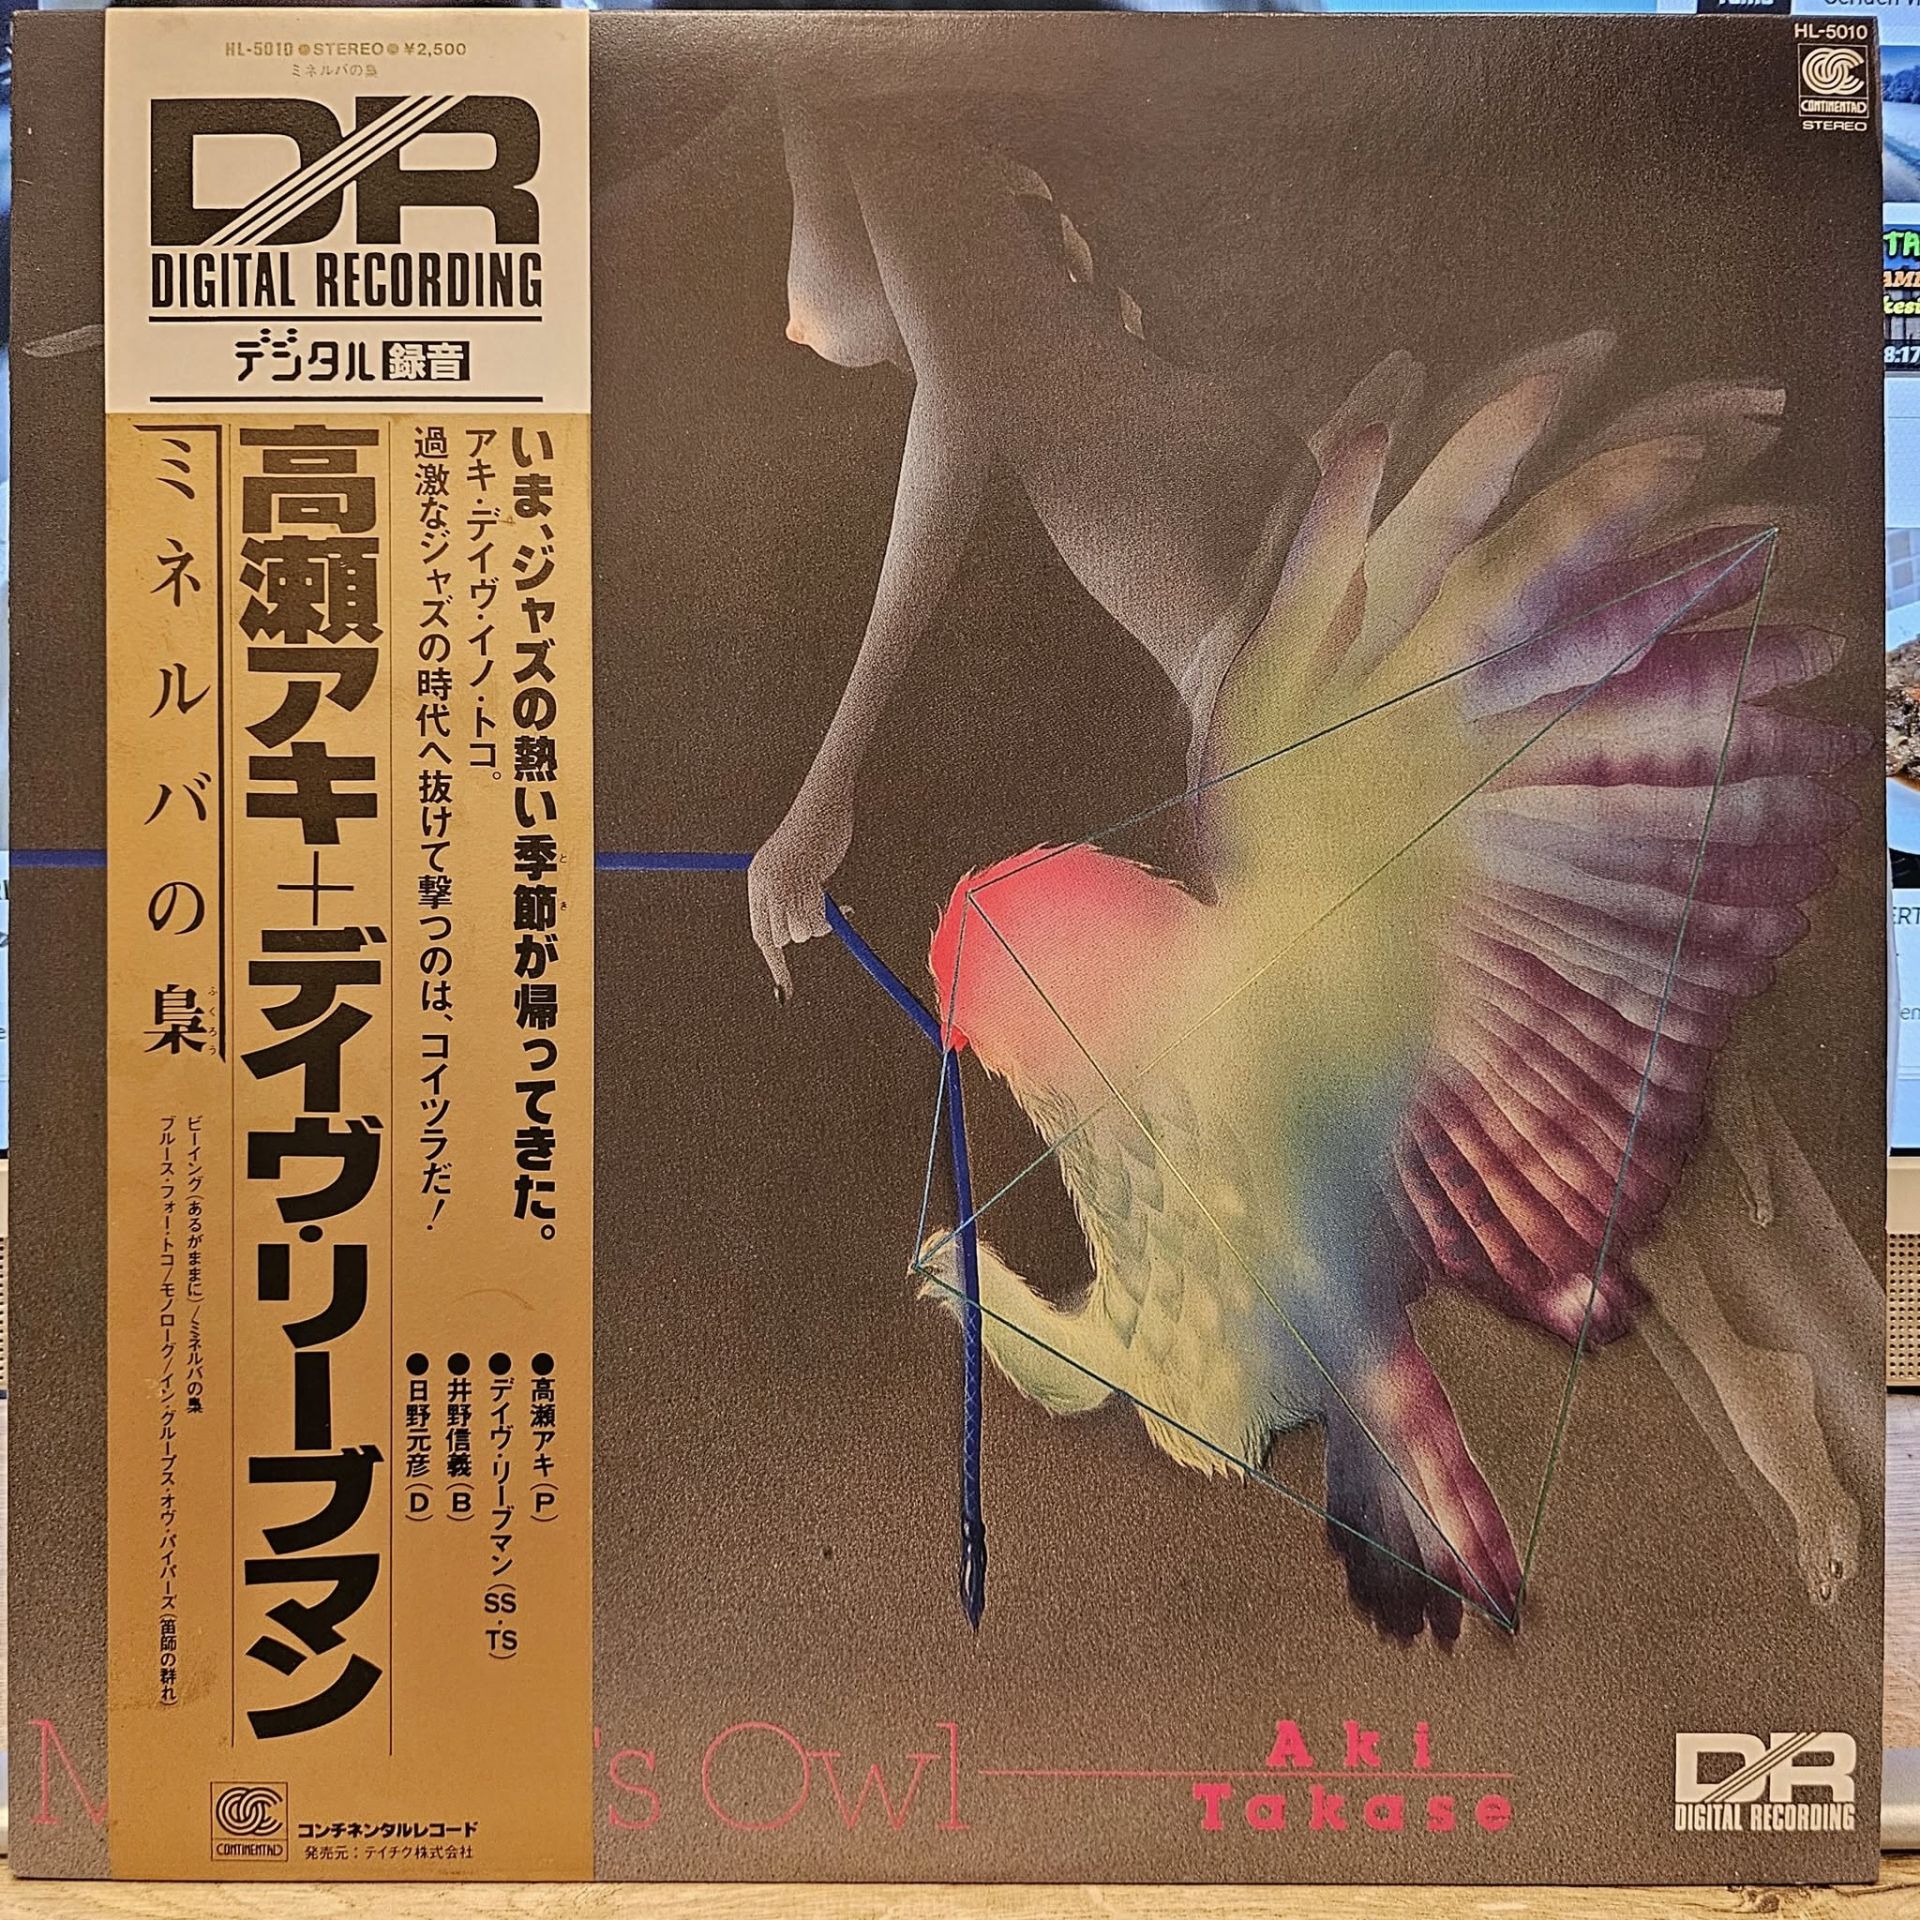 HL-5010●STEREO●¥2,500
ミネルバの梟
DR
DIGITAL RECORDING
デジタル録音
いま、ジャズの熱い季節が帰ってきた。
とき
アキ・デイヴ・イノ・トコ。
過激なジャズの時代へ抜けて撃つのは、コイツラだ!
高瀬アキ+デイヴ・リーブマン
ミネルバの梟
ふくろう
ビーイング(あるがままに)/ミネルバの梟
ブルース・フォー・トコ/モノローグ/イン・グループス・オヴ・パイパーズ(笛師の群れ)
●高瀬アキ(P)
●デイヴ・リーブマン(SS・TS)
●井野信義(B)
●日野元彦(D)
CONTINENTAL
コンチネンタルレコード
発売元:テイチク株式会社
HL-5010
CONTINENTAL
STEREO
M
's Owl
Aki
Takase
DR
DIGITAL RECORDING